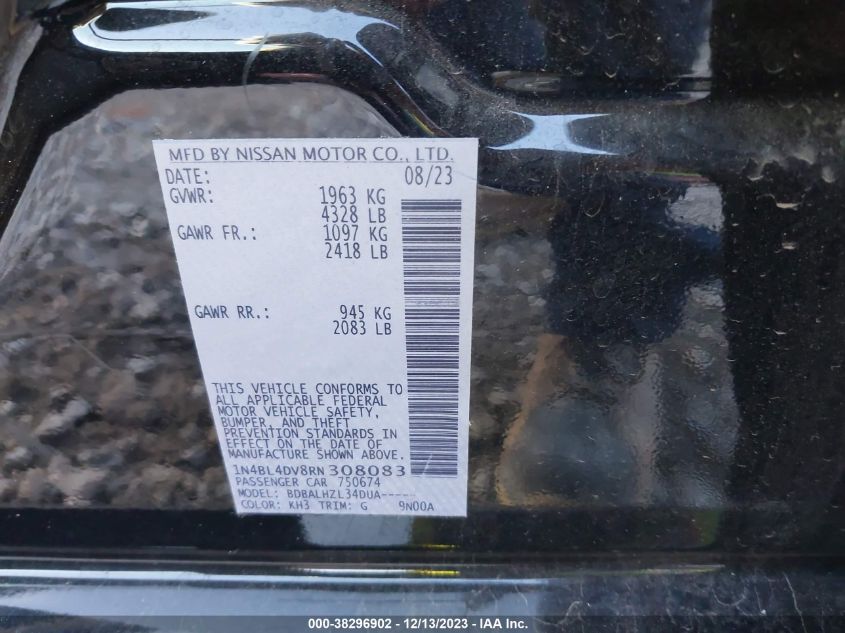 MFD BY NISSAN MOTOR CO., LTD.
DATE: 08/23
GVWR: 1963 KG
4328 LB
GAWR FR.: 1097 KG
2418 LB
GAWR RR.: 945 KG
2083 LB
THIS VEHICLE CONFORMS TO
ALL APPLICABLE FEDERAL
MOTOR VEHICLE SAFETY,
BUMPER, AND THEFT
PREVENTION STANDARDS IN
EFFECT ON THE DATE OF
MANUFACTURE SHOWN ABOVE.
1N4BL4DV8RN308083
PASSENGER CAR 750674
MODEL: BDBALHZL34DUA-----
COLOR: KH3 TRIM: G 9N00A
000-38296902 - 12/13/2023 - IAA Inc.